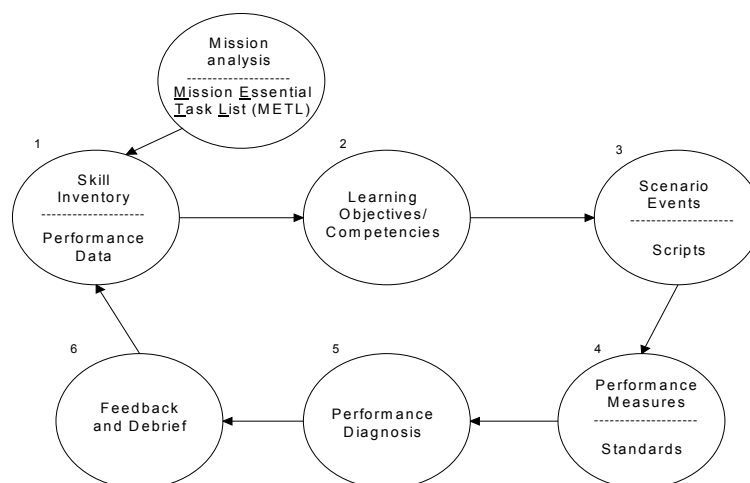 Mission
analysis
Mission Essential
Task List (METL)
1
Skill
Inventory
Performance
Data
2
Learning
Objectives/
Competencies
3
Scenario
Events
Scripts
4
Performance
Measures
Standards
5
Performance
Diagnosis
6
Feedback
and Debrief